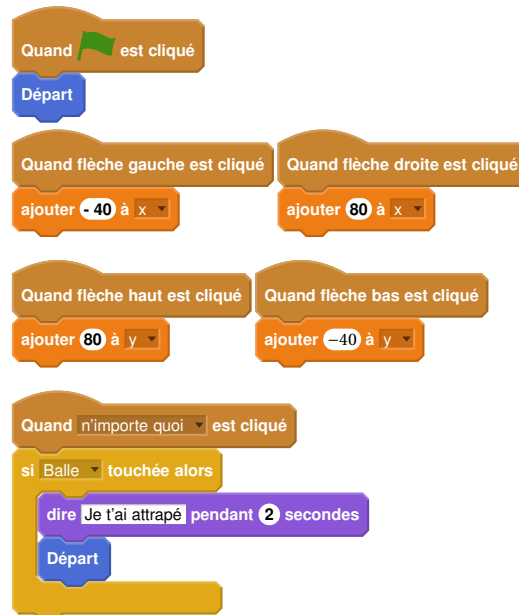 Quand est cliqué
Départ
Quand flèche gauche est cliqué
ajouter - 40 à x
Quand flèche droite est cliqué
ajouter 80 à x
Quand flèche haut est cliqué
ajouter 80 à y
Quand flèche bas est cliqué
ajouter −40 à y
Quand n'importe quoi est cliqué
si Balle touchée alors
dire Je t'ai attrapé pendant 2 secondes
Départ